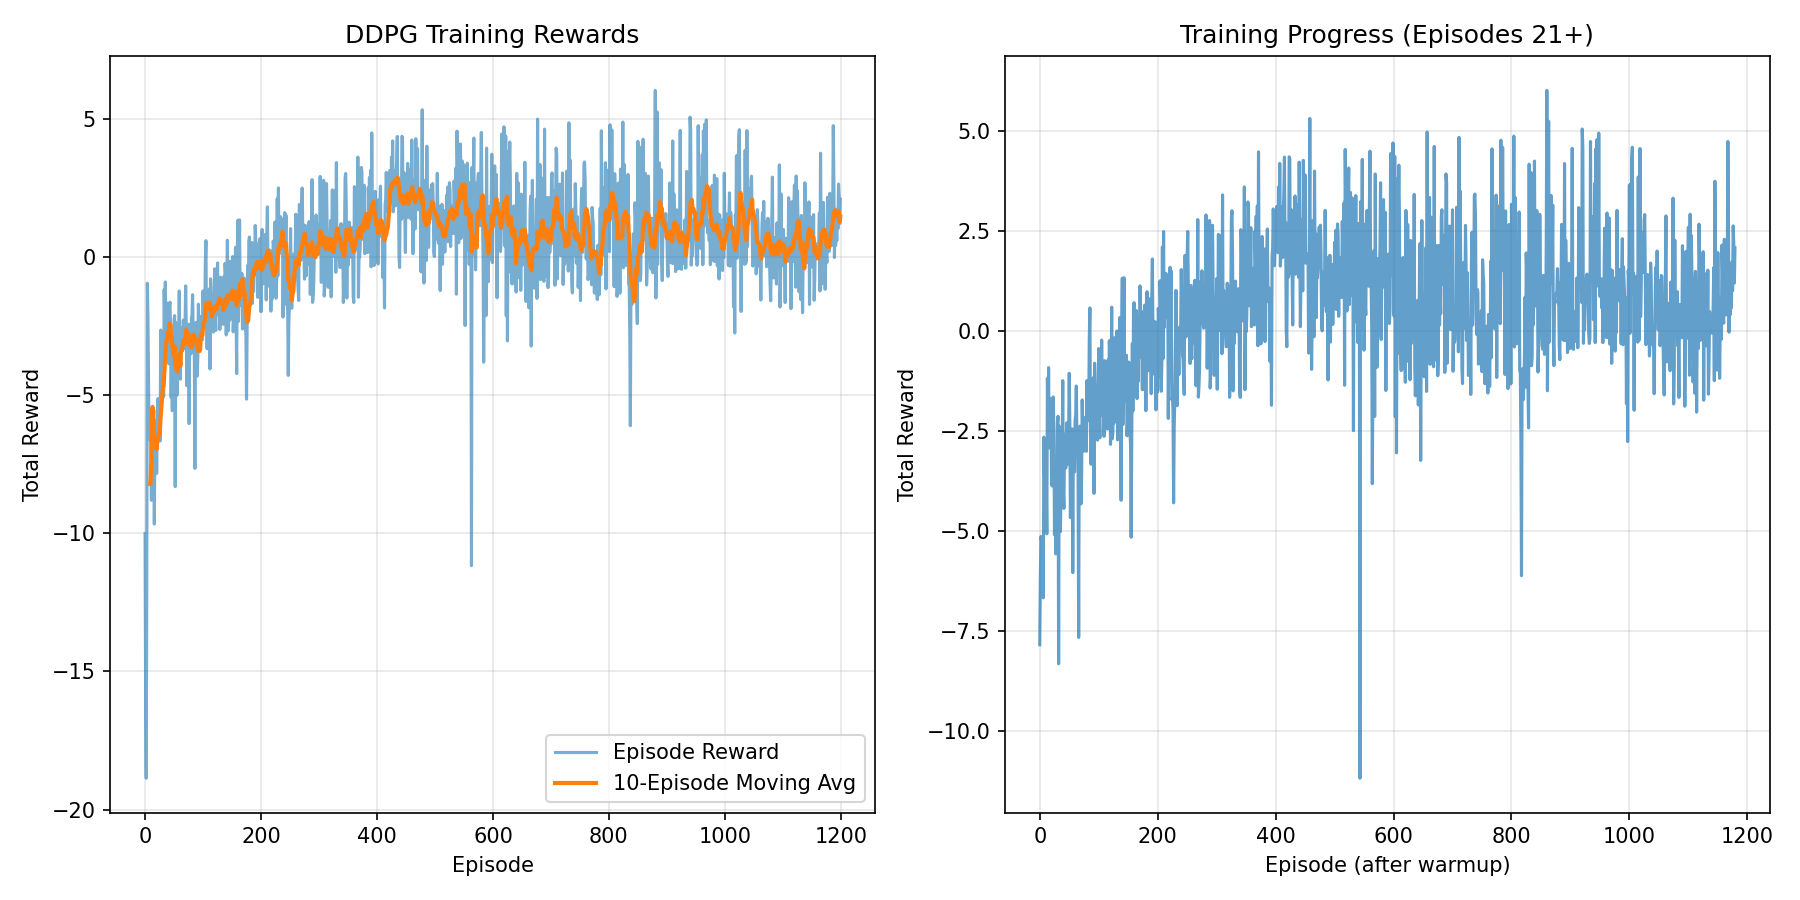 DDPG Training Rewards
5
0
−5
−10
−15
−20
Total Reward
0 200 400 600 800 1000 1200
Episode
Episode Reward
10-Episode Moving Avg
Training Progress (Episodes 21+)
5.0
2.5
0.0
−2.5
−5.0
−7.5
−10.0
Total Reward
0 200 400 600 800 1000 1200
Episode (after warmup)